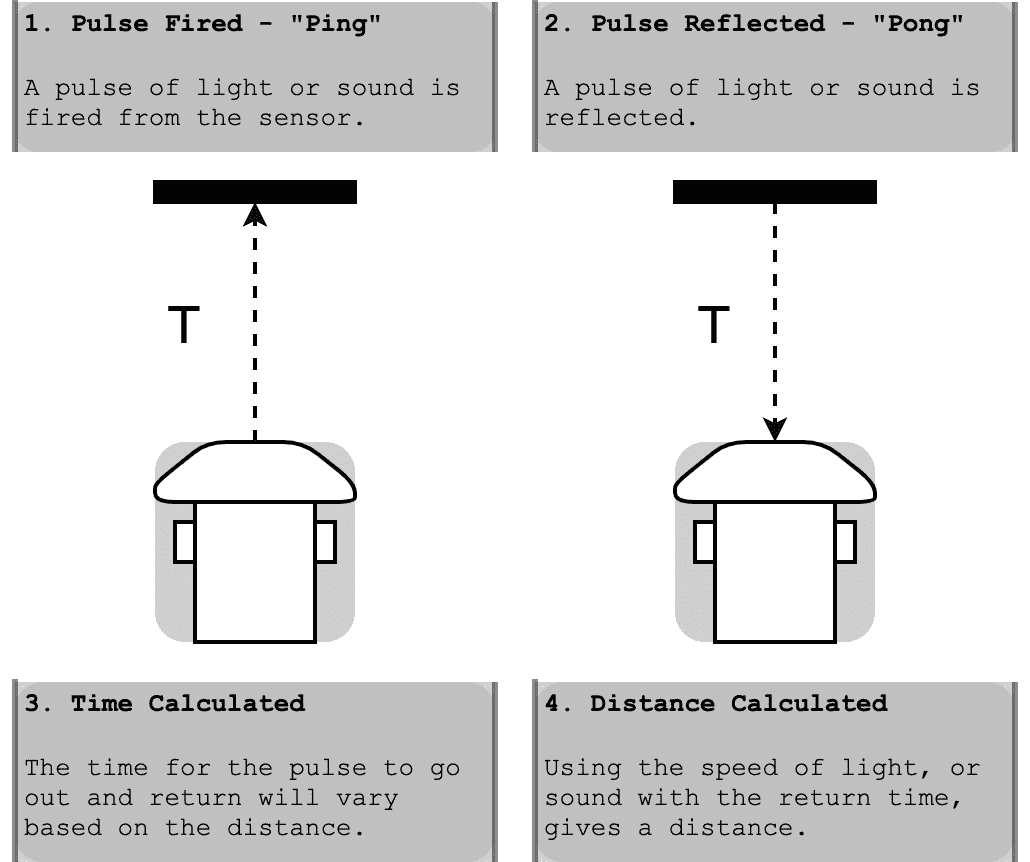 1. Pulse Fired - "Ping"
A pulse of light or sound is
fired from the sensor.
2. Pulse Reflected - "Pong"
A pulse of light or sound is
reflected.
T
T
3. Time Calculated
The time for the pulse to go
out and return will vary
based on the distance.
4. Distance Calculated
Using the speed of light, or
sound with the return time,
gives a distance.